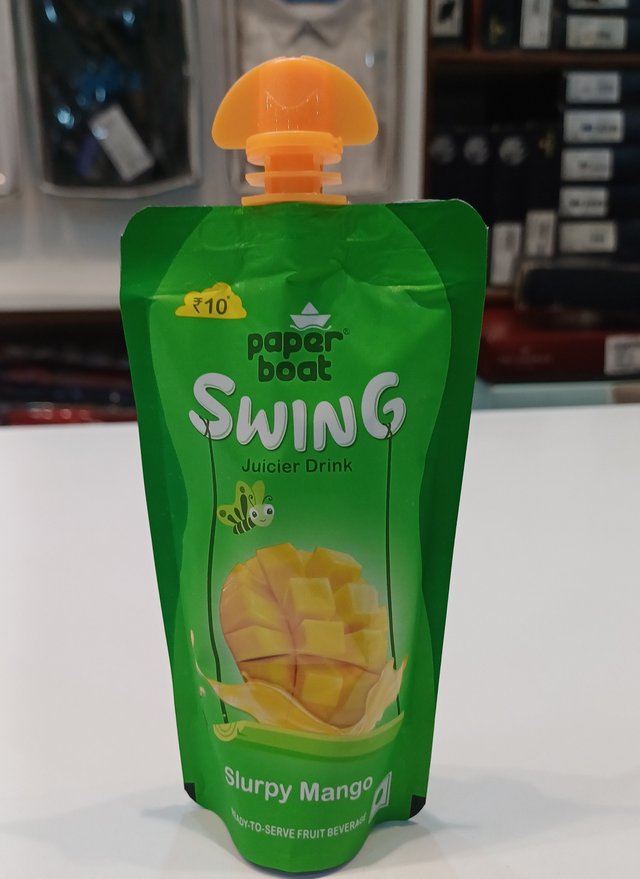 ₹10*
paper®
boat
SWING
Juicier Drink
Slurpy Mango
READY-TO-SERVE FRUIT BEVERAGE